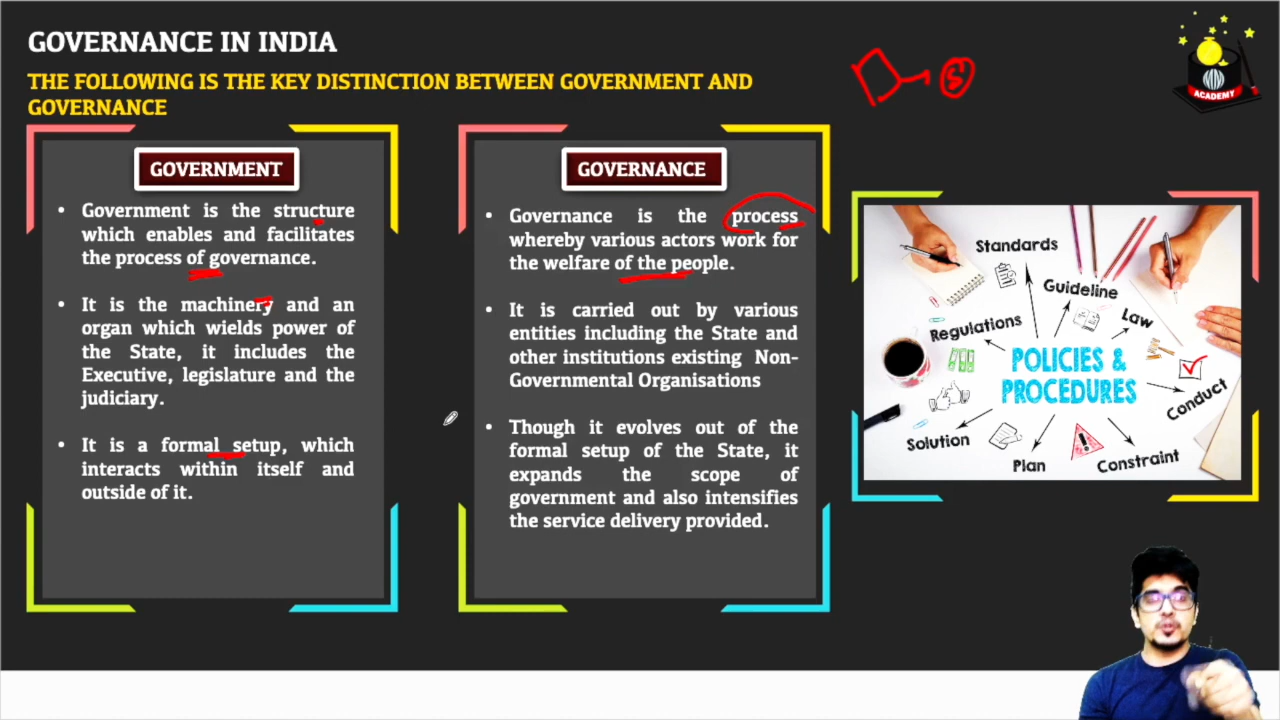 GOVERNANCE IN INDIA
THE FOLLOWING IS THE KEY DISTINCTION BETWEEN GOVERNMENT AND
GOVERNANCE
GOVERNMENT
• Government is the structure
which enables and facilitates
the process of governance.
• It is the machinery and an
organ which wields power of
the State, it includes the
Executive, legislature and the
judiciary.
• It is a formal setup, which
interacts within itself and
outside of it.
GOVERNANCE
• Governance is the process
whereby various actors work for
the welfare of the people.
• It is carried out by various
entities including the State and
other institutions existing Non-
Governmental Organisations
• Though it evolves out of the
formal setup of the State, it
expands the scope of
government and also intensifies
the service delivery provided.
ACADEMY
Standards
Guideline
Law
Regulations
POLICIES &
PROCEDURES
Conduct
Solution
Plan
Constraint